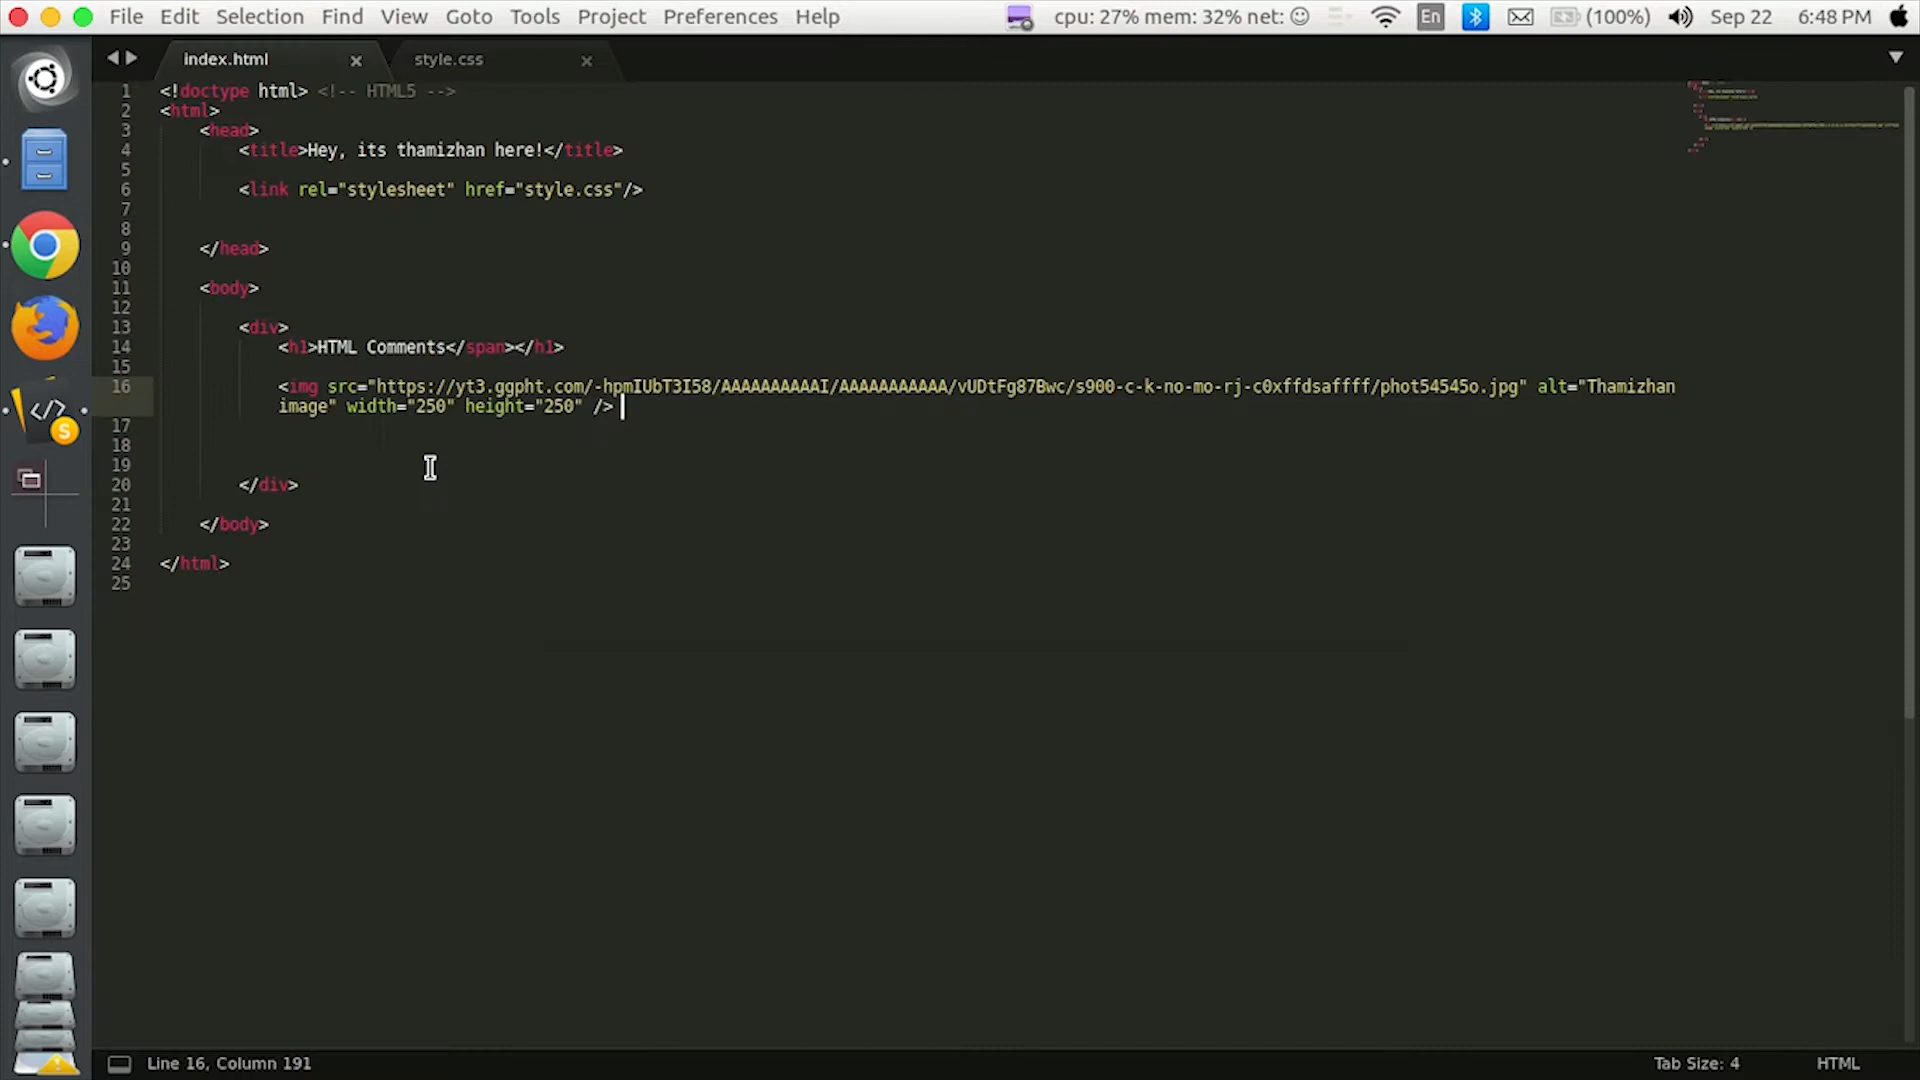 File Edit Selection View Goto Tools Project Preferences Help cpu: 27% mem: 32% net: En (100%) Sep 22 6:48 PM
index.html style.css
1 <!doctype html> <!-- HTML5 -->
2 <html>
3 <head>
4 <title>Hey, its thamizhan here!</title>
5
6 <link rel="stylesheet" href="style.css"/>
7
8
9 </head>
10
11 <body>
12
13 <div>
14 <h1>HTML Comments</span></h1>
15
16 <img src="https://yt3.ggpht.com/-hpmIUbT3I58/AAAAAAAAAAI/AAAAAAAAAAA/vUDtFg87Bwc/s900-c-k-no-mo-rj-c0xffdsaffff/phot54545o.jpg" alt="Thamizhan
image" width="250" height="250" />
17
18
19
20 </div>
21
22 </body>
23
24 </html>
25
Line 16, Column 191 Tab Size: 4 HTML